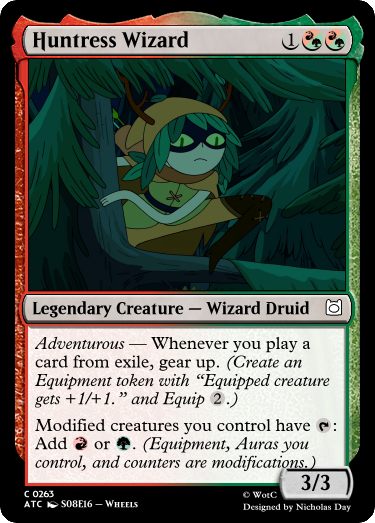 Huntress Wizard 1
Legendary Creature — Wizard Druid
Adventurous — Whenever you play a
card from exile, gear up. (Create an
Equipment token with “Equipped creature
gets +1/+1.” and Equip 2.)
Modified creatures you control have :
Add or . (Equipment, Auras you
control, and counters are modifications.)
3/3
C 0263
ATC S08E16 — Wheels
© WotC
Designed by Nicholas Day